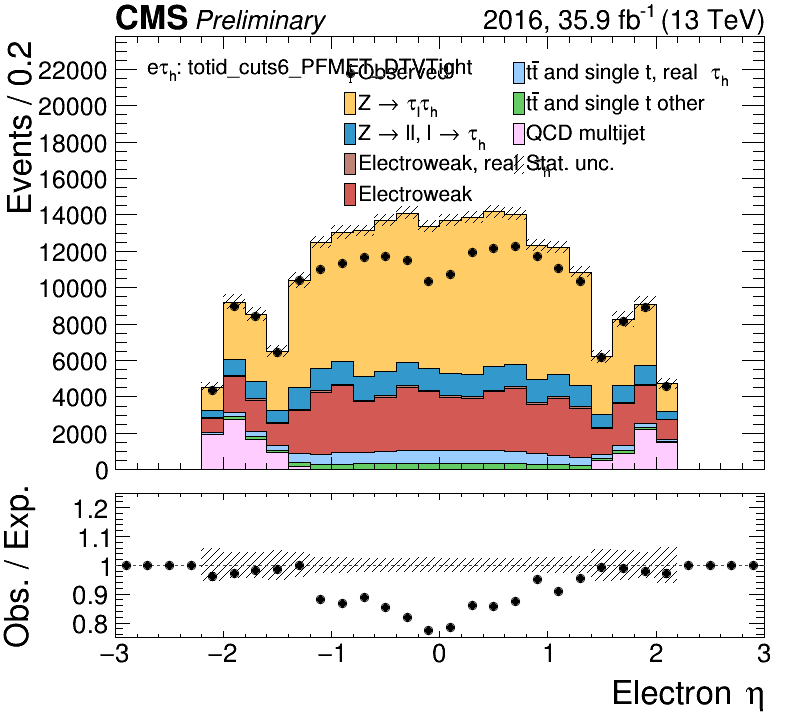 CMS Preliminary 2016, 35.9 fb⁻¹ (13 TeV)
Events / 0.2
22000
20000
18000
16000
14000
12000
10000
8000
6000
4000
2000
0
eτh: totid_cuts6_PFMET_DTVTight
Observed
Z → τlτh
Z → ll, l → τh
Electroweak, real τh
Electroweak
tt̄ and single t, real τh
tt̄ and single t other
QCD multijet
Stat. unc.
Obs. / Exp.
1.2
1.1
1
0.9
0.8
−3 −2 −1 0 1 2 3
Electron η